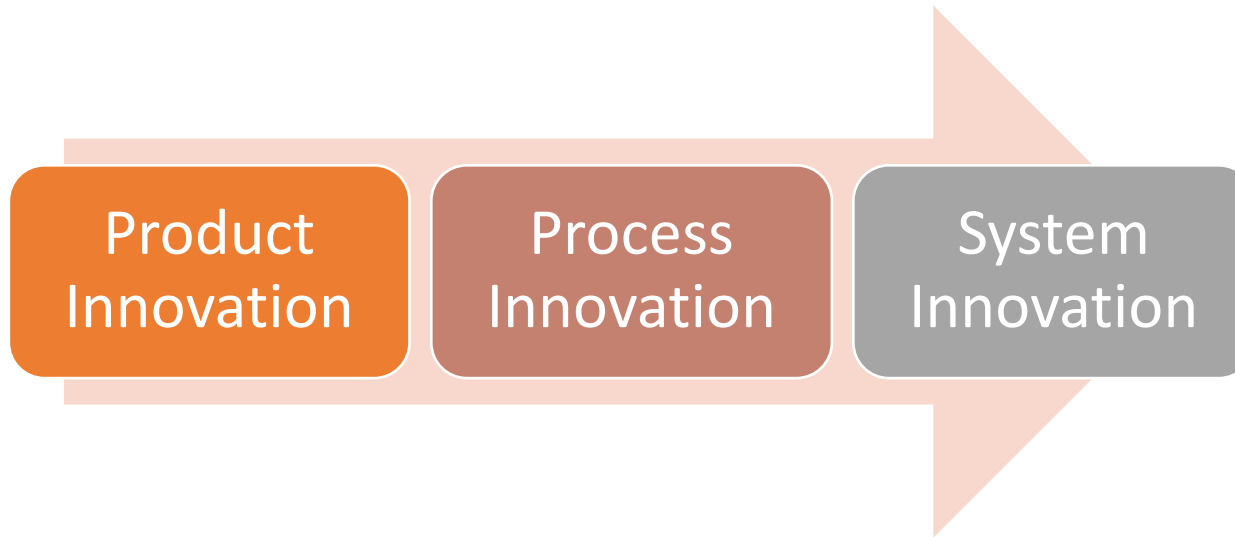 Product
Innovation
Process
Innovation
System
Innovation